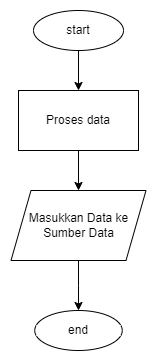 start
Proses data
Masukkan Data ke
Sumber Data
end